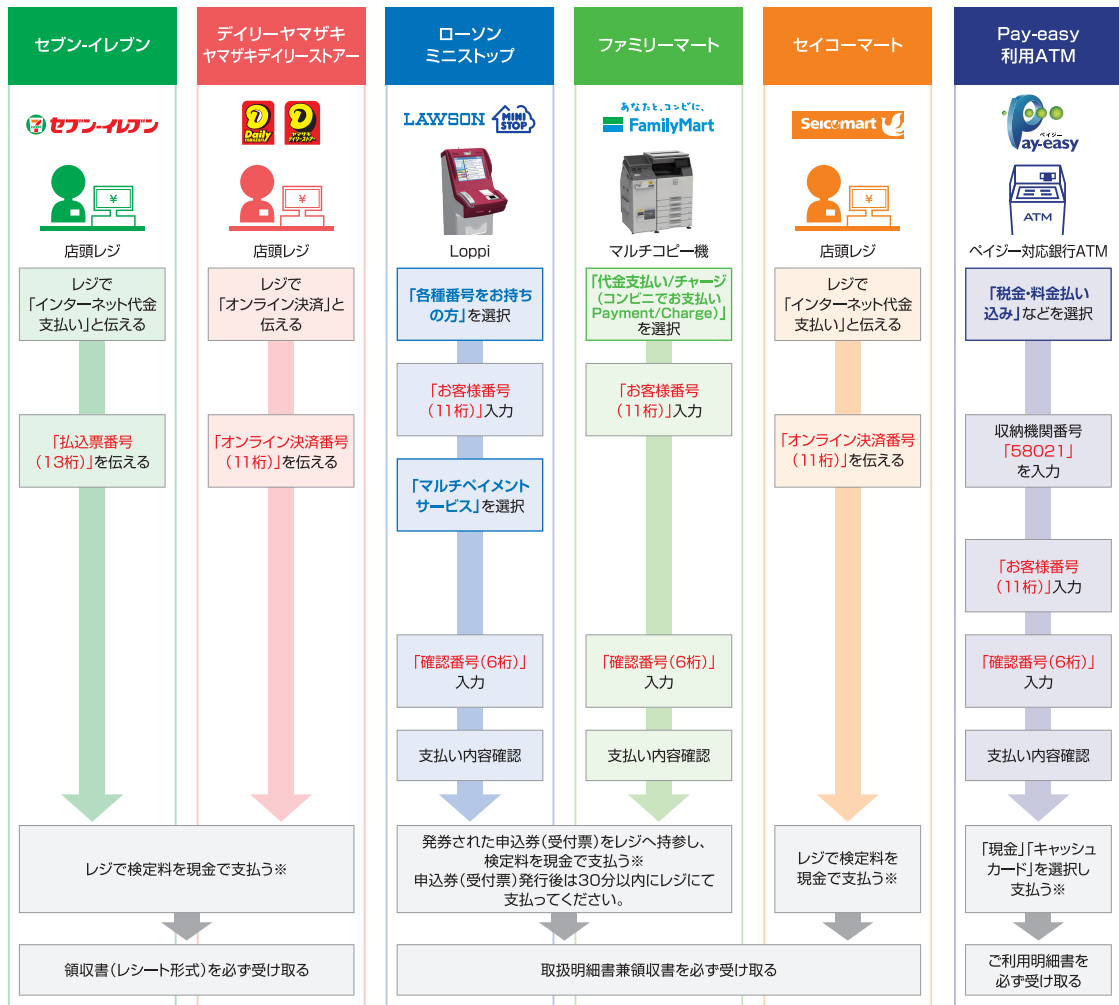 セブン-イレブン
デイリーヤマザキ
ヤマザキデイリーストアー
ローソン
ミニストップ
ファミリーマート
セイコーマート
Pay-easy
利用ATM
セブン-イレブン
Daily
YAMAZAKI
ヤマザキ
デイリーストアー
LAWSON
MINI
STOP
あなたと、コンビに、
FamilyMart
Seicomart
ペイジー
Pay-easy
¥
¥
¥
ATM
店頭レジ
店頭レジ
Loppi
マルチコピー機
店頭レジ
ペイジー対応銀行ATM
レジで
「インターネット代金
支払い」と伝える
レジで
「オンライン決済」と
伝える
「各種番号をお持ち
の方」を選択
「代金支払い/チャージ
(コンビニでお支払い
Payment/Charge)」
を選択
レジで
「インターネット代金
支払い」と伝える
「税金・料金払い
込み」などを選択
「払込票番号
(13桁)」を伝える
「オンライン決済番号
(11桁)」を伝える
「お客様番号
(11桁)」入力
「マルチペイメント
サービス」を選択
「お客様番号
(11桁)」入力
「オンライン決済番号
(11桁)」を伝える
収納機関番号
「58021」
を入力
「お客様番号
(11桁)」入力
「確認番号(6桁)」
入力
「確認番号(6桁)」
入力
「確認番号(6桁)」
入力
支払い内容確認
支払い内容確認
支払い内容確認
レジで検定料を現金で支払う※
発券された申込券(受付票)をレジへ持参し、
検定料を現金で支払う※
申込券(受付票)発行後は30分以内にレジにて
支払ってください。
レジで検定料を
現金で支払う※
「現金」「キャッシュ
カード」を選択し
支払う※
領収書(レシート形式)を必ず受け取る
取扱明細書兼領収書を必ず受け取る
ご利用明細書を
必ず受け取る